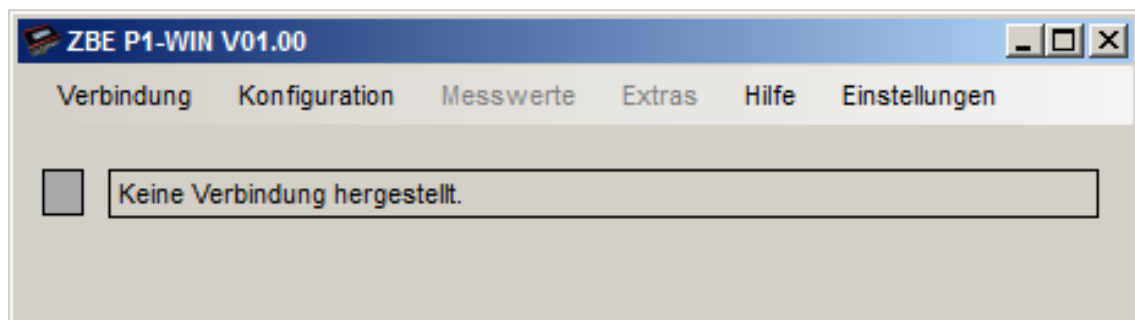 ZBE P1-WIN V01.00
Verbindung Konfiguration Messwerte Extras Hilfe Einstellungen
Keine Verbindung hergestellt.